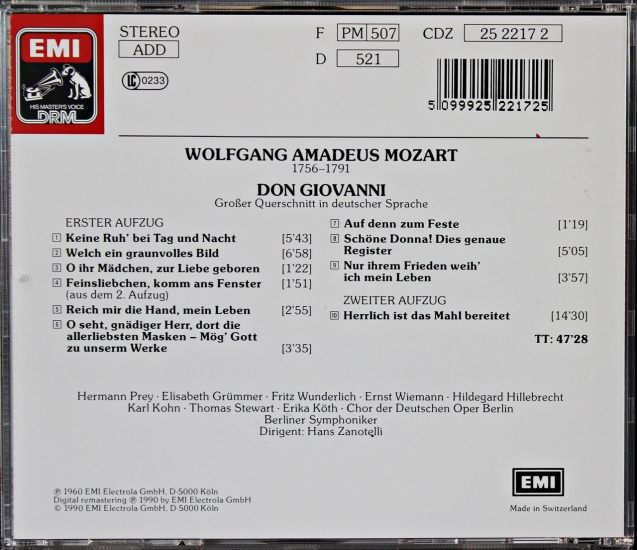 EMI
HIS MASTER'S VOICE
DRM
STEREO
ADD
LC 0233
F PM 507 CDZ 25 2217 2
D 521
5 099925 221725
WOLFGANG AMADEUS MOZART
1756–1791
DON GIOVANNI
Großer Querschnitt in deutscher Sprache
ERSTER AUFZUG
1 Keine Ruh' bei Tag und Nacht [5'43]
2 Welch ein graunvolles Bild [6'58]
3 O ihr Mädchen, zur Liebe geboren [1'22]
4 Feinsliebchen, komm ans Fenster [1'51]
(aus dem 2. Aufzug)
5 Reich mir die Hand, mein Leben [2'55]
6 O seht, gnädiger Herr, dort die
allerliebsten Masken – Mög' Gott
zu unserm Werke [3'35]
7 Auf denn zum Feste [1'19]
8 Schöne Donna! Dies genaue
Register [5'05]
9 Nur ihrem Frieden weih'
ich mein Leben [3'57]
ZWEITER AUFZUG
10 Herrlich ist das Mahl bereitet [14'30]
TT: 47'28
Hermann Prey · Elisabeth Grümmer · Fritz Wunderlich · Ernst Wiemann · Hildegard Hillebrecht
Karl Kohn · Thomas Stewart · Erika Köth · Chor der Deutschen Oper Berlin
Berliner Symphoniker
Dirigent: Hans Zanotelli
℗ 1960 EMI Electrola GmbH, D-5000 Köln
Digital remastering ℗ 1990 by EMI Electrola GmbH
© 1990 EMI Electrola GmbH, D-5000 Köln
EMI
Made in Switzerland